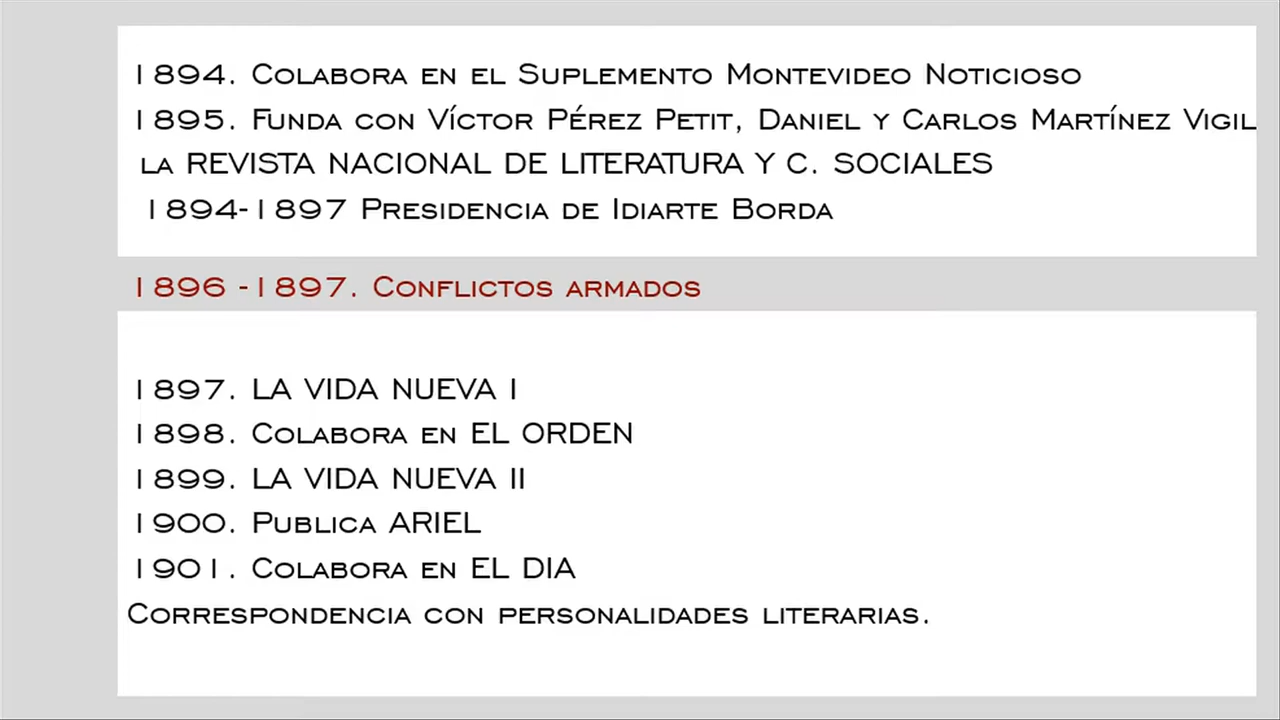 1894. Colabora en el Suplemento Montevideo Noticioso
1895. Funda con Víctor Pérez Petit, Daniel y Carlos Martínez Vigil
la REVISTA NACIONAL DE LITERATURA Y C. SOCIALES
1894-1897 Presidencia de Idiarte Borda
1896 -1897. Conflictos armados
1897. LA VIDA NUEVA I
1898. Colabora en EL ORDEN
1899. LA VIDA NUEVA II
1900. Publica ARIEL
1901. Colabora en EL DIA
Correspondencia con personalidades literarias.